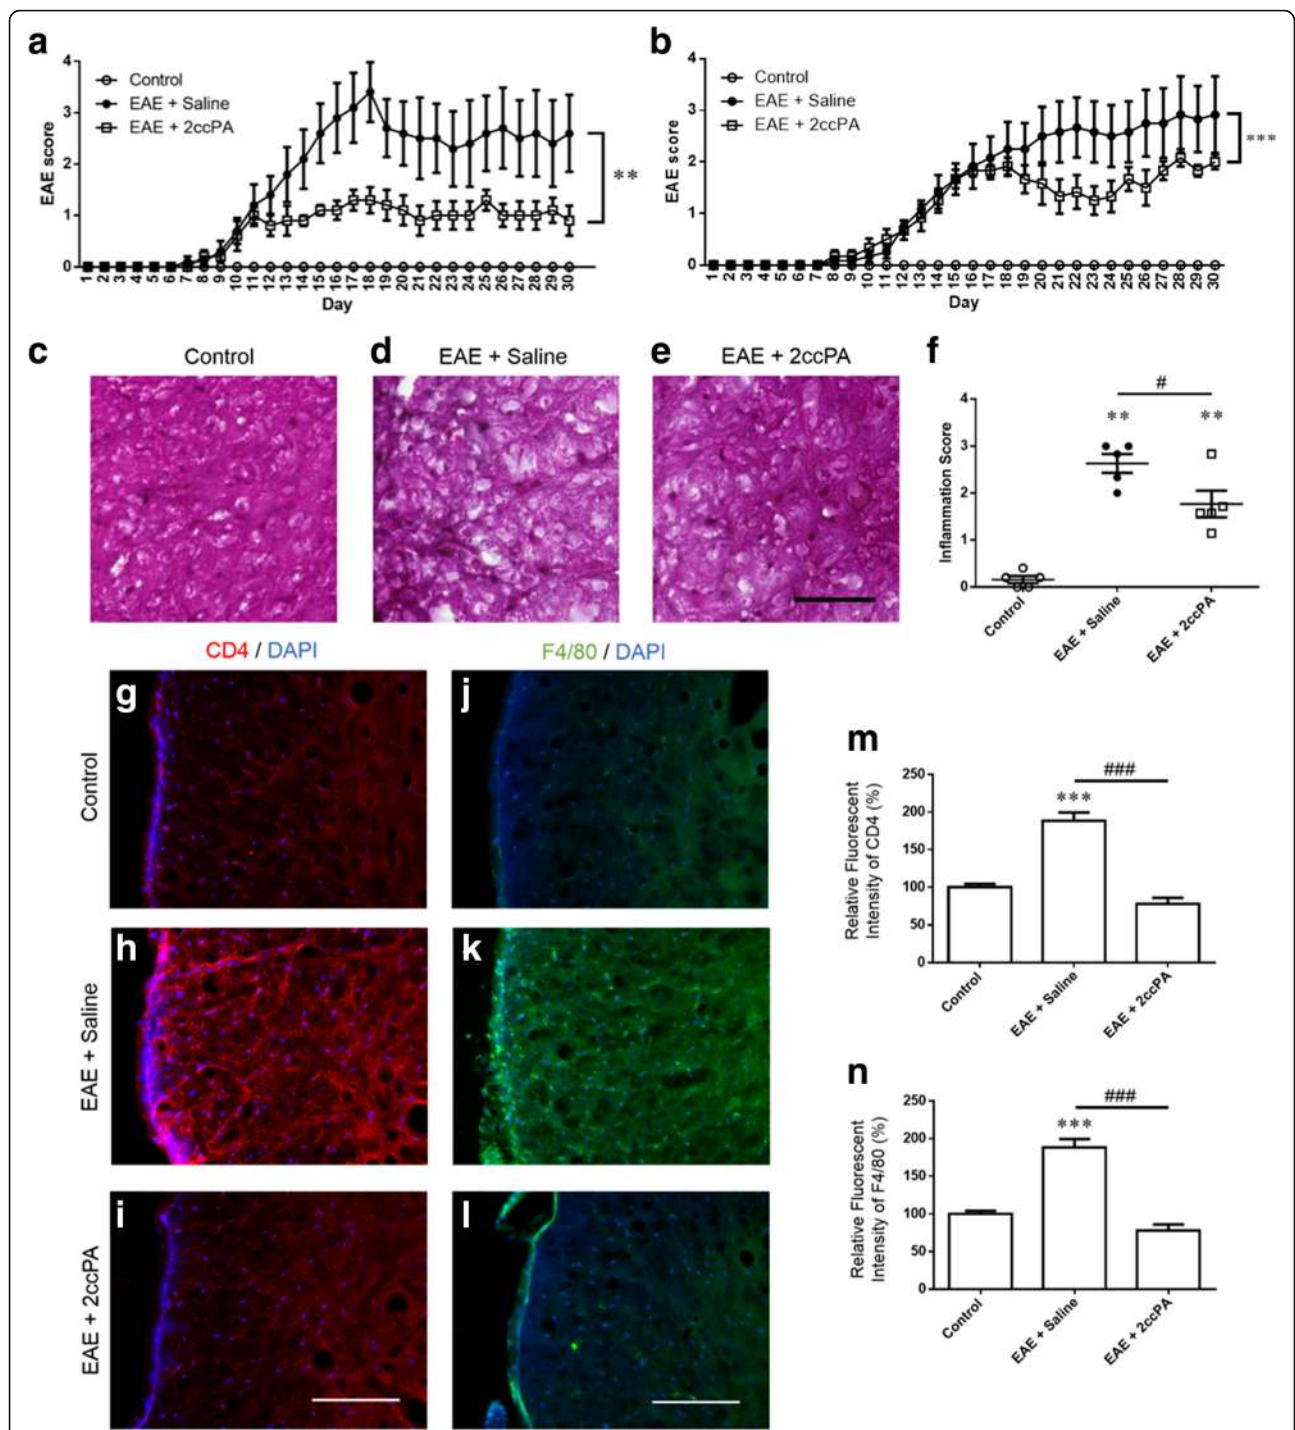 a
b
4
3
2
1
0
EAE score
Control
EAE + Saline
EAE + 2ccPA
**
1 2 3 4 5 6 7 8 9 10 11 12 13 14 15 16 17 18 19 20 21 22 23 24 25 26 27 28 29 30
Day
4
3
2
1
0
EAE score
Control
EAE + Saline
EAE + 2ccPA
***
1 2 3 4 5 6 7 8 9 10 11 12 13 14 15 16 17 18 19 20 21 22 23 24 25 26 27 28 29 30
Day
c Control
d EAE + Saline
e EAE + 2ccPA
f
#
** **
4
3
2
1
0
Inflammation Score
Control
EAE + Saline
EAE + 2ccPA
CD4 / DAPI
F4/80 / DAPI
g
j
Control
h
k
EAE + Saline
i
l
EAE + 2ccPA
m
###
***
250
200
150
100
50
0
Relative Fluorescent
Intensity of CD4 (%)
Control
EAE + Saline
EAE + 2ccPA
n
###
***
250
200
150
100
50
0
Relative Fluorescent
Intensity of F4/80 (%)
Control
EAE + Saline
EAE + 2ccPA